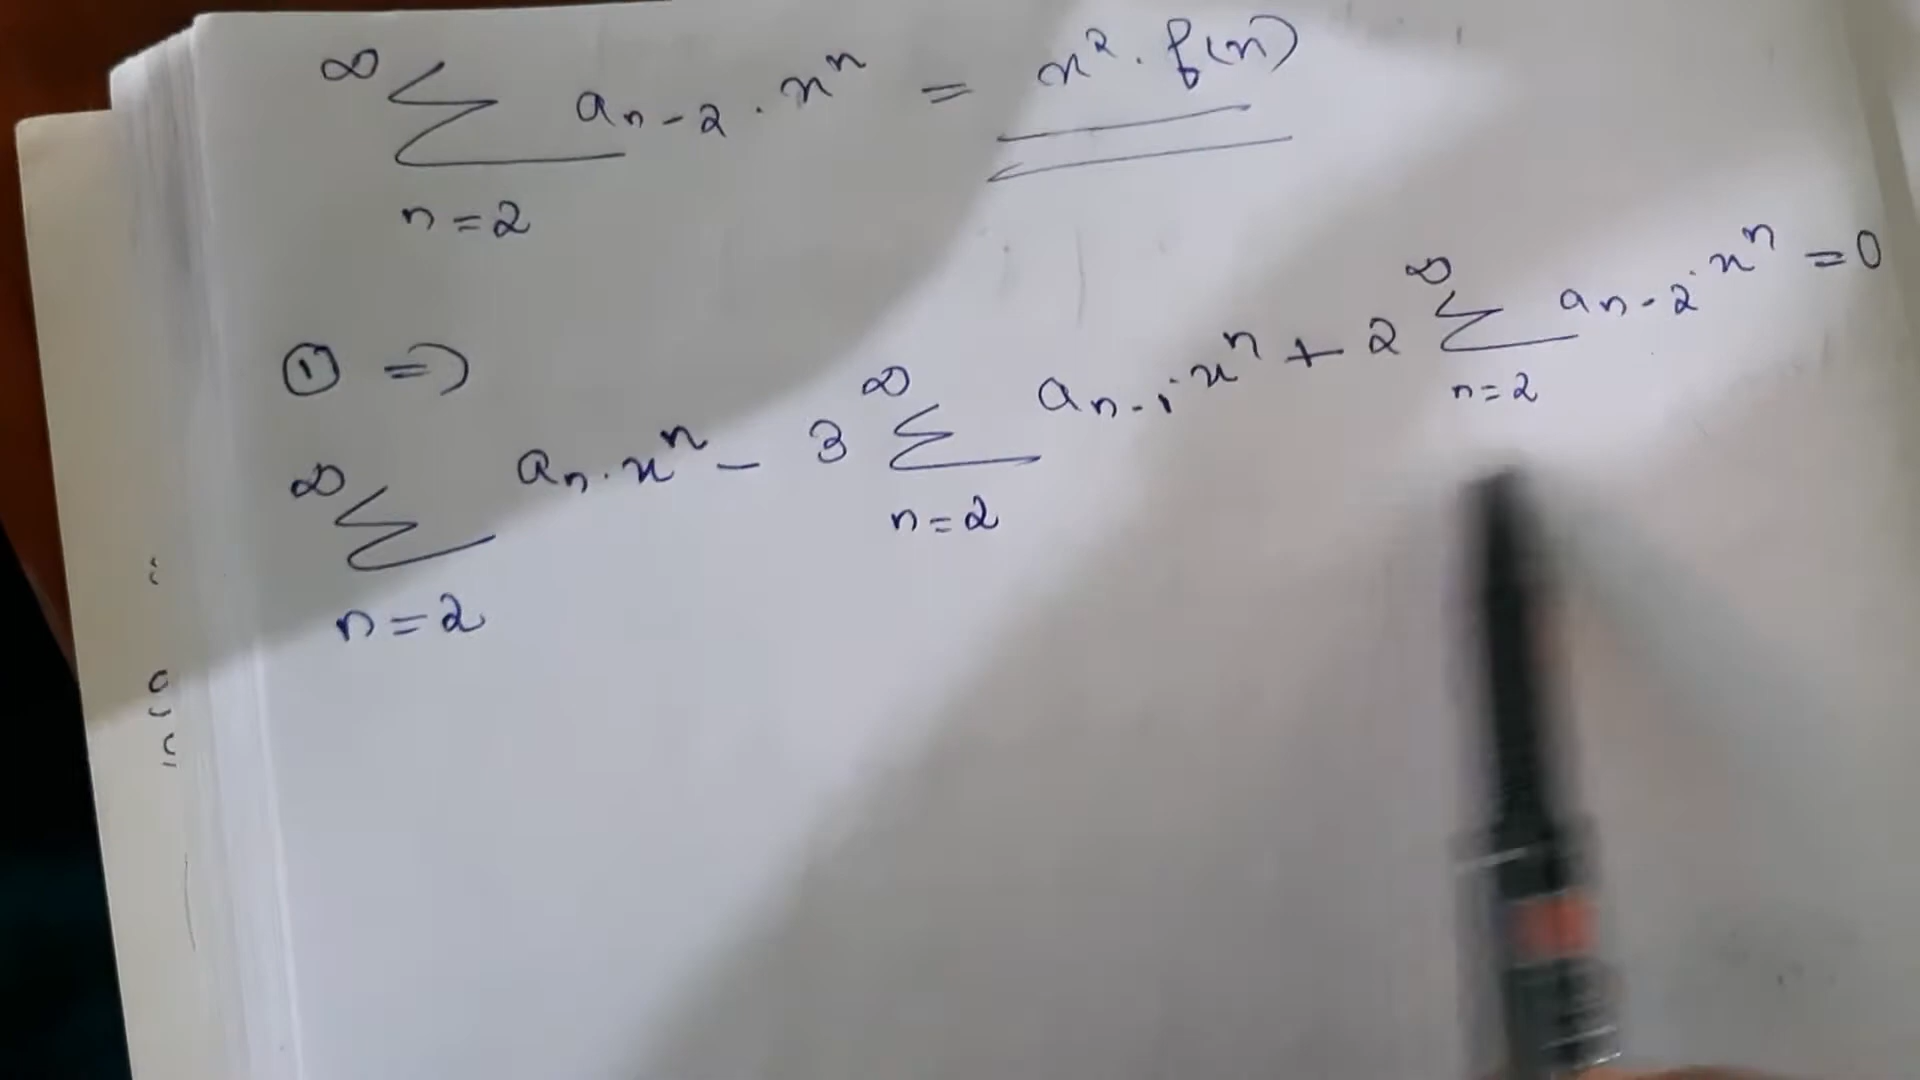 ∞∑n=2 aₙ₋₂ · xⁿ = x² · f(x)
① ⇒
∞∑n=2 aₙ · xⁿ - 3 ∞∑n=2 aₙ₋₁ · xⁿ + 2 ∞∑n=2 aₙ₋₂ · xⁿ = 0